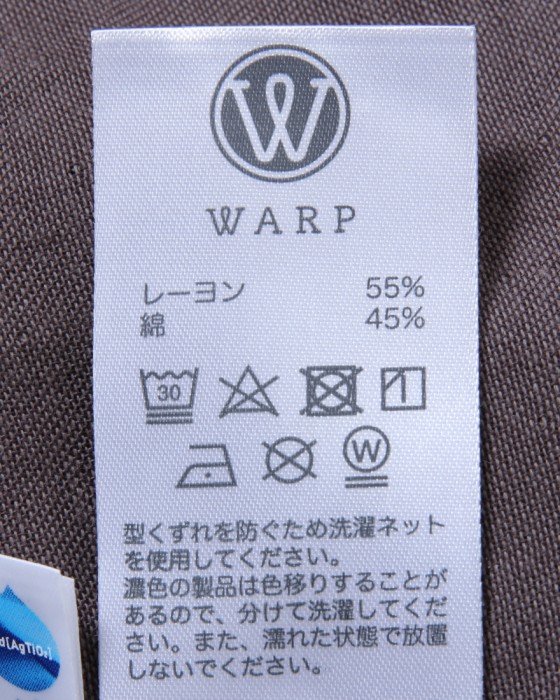 W
WARP
レーヨン 55%
綿 45%
30
W
型くずれを防ぐため洗濯ネット
を使用してください。
濃色の製品は色移りすることが
あるので、分けて洗濯してくだ
さい。また、濡れた状態で放置
しないでください。
d[AgTiO₂]